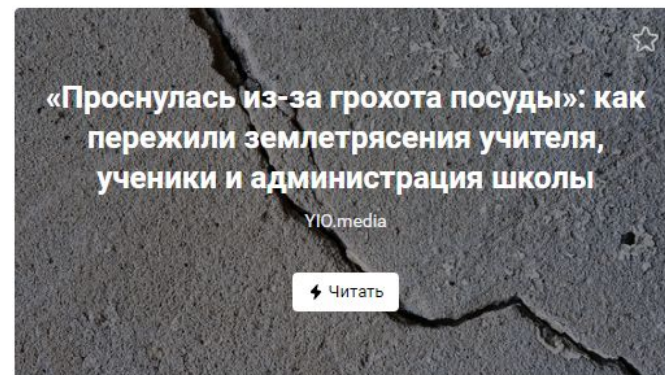 «Проснулась из-за грохота посуды»: как
пережили землетрясения учителя,
ученики и администрация школы
YIO.media
Читать